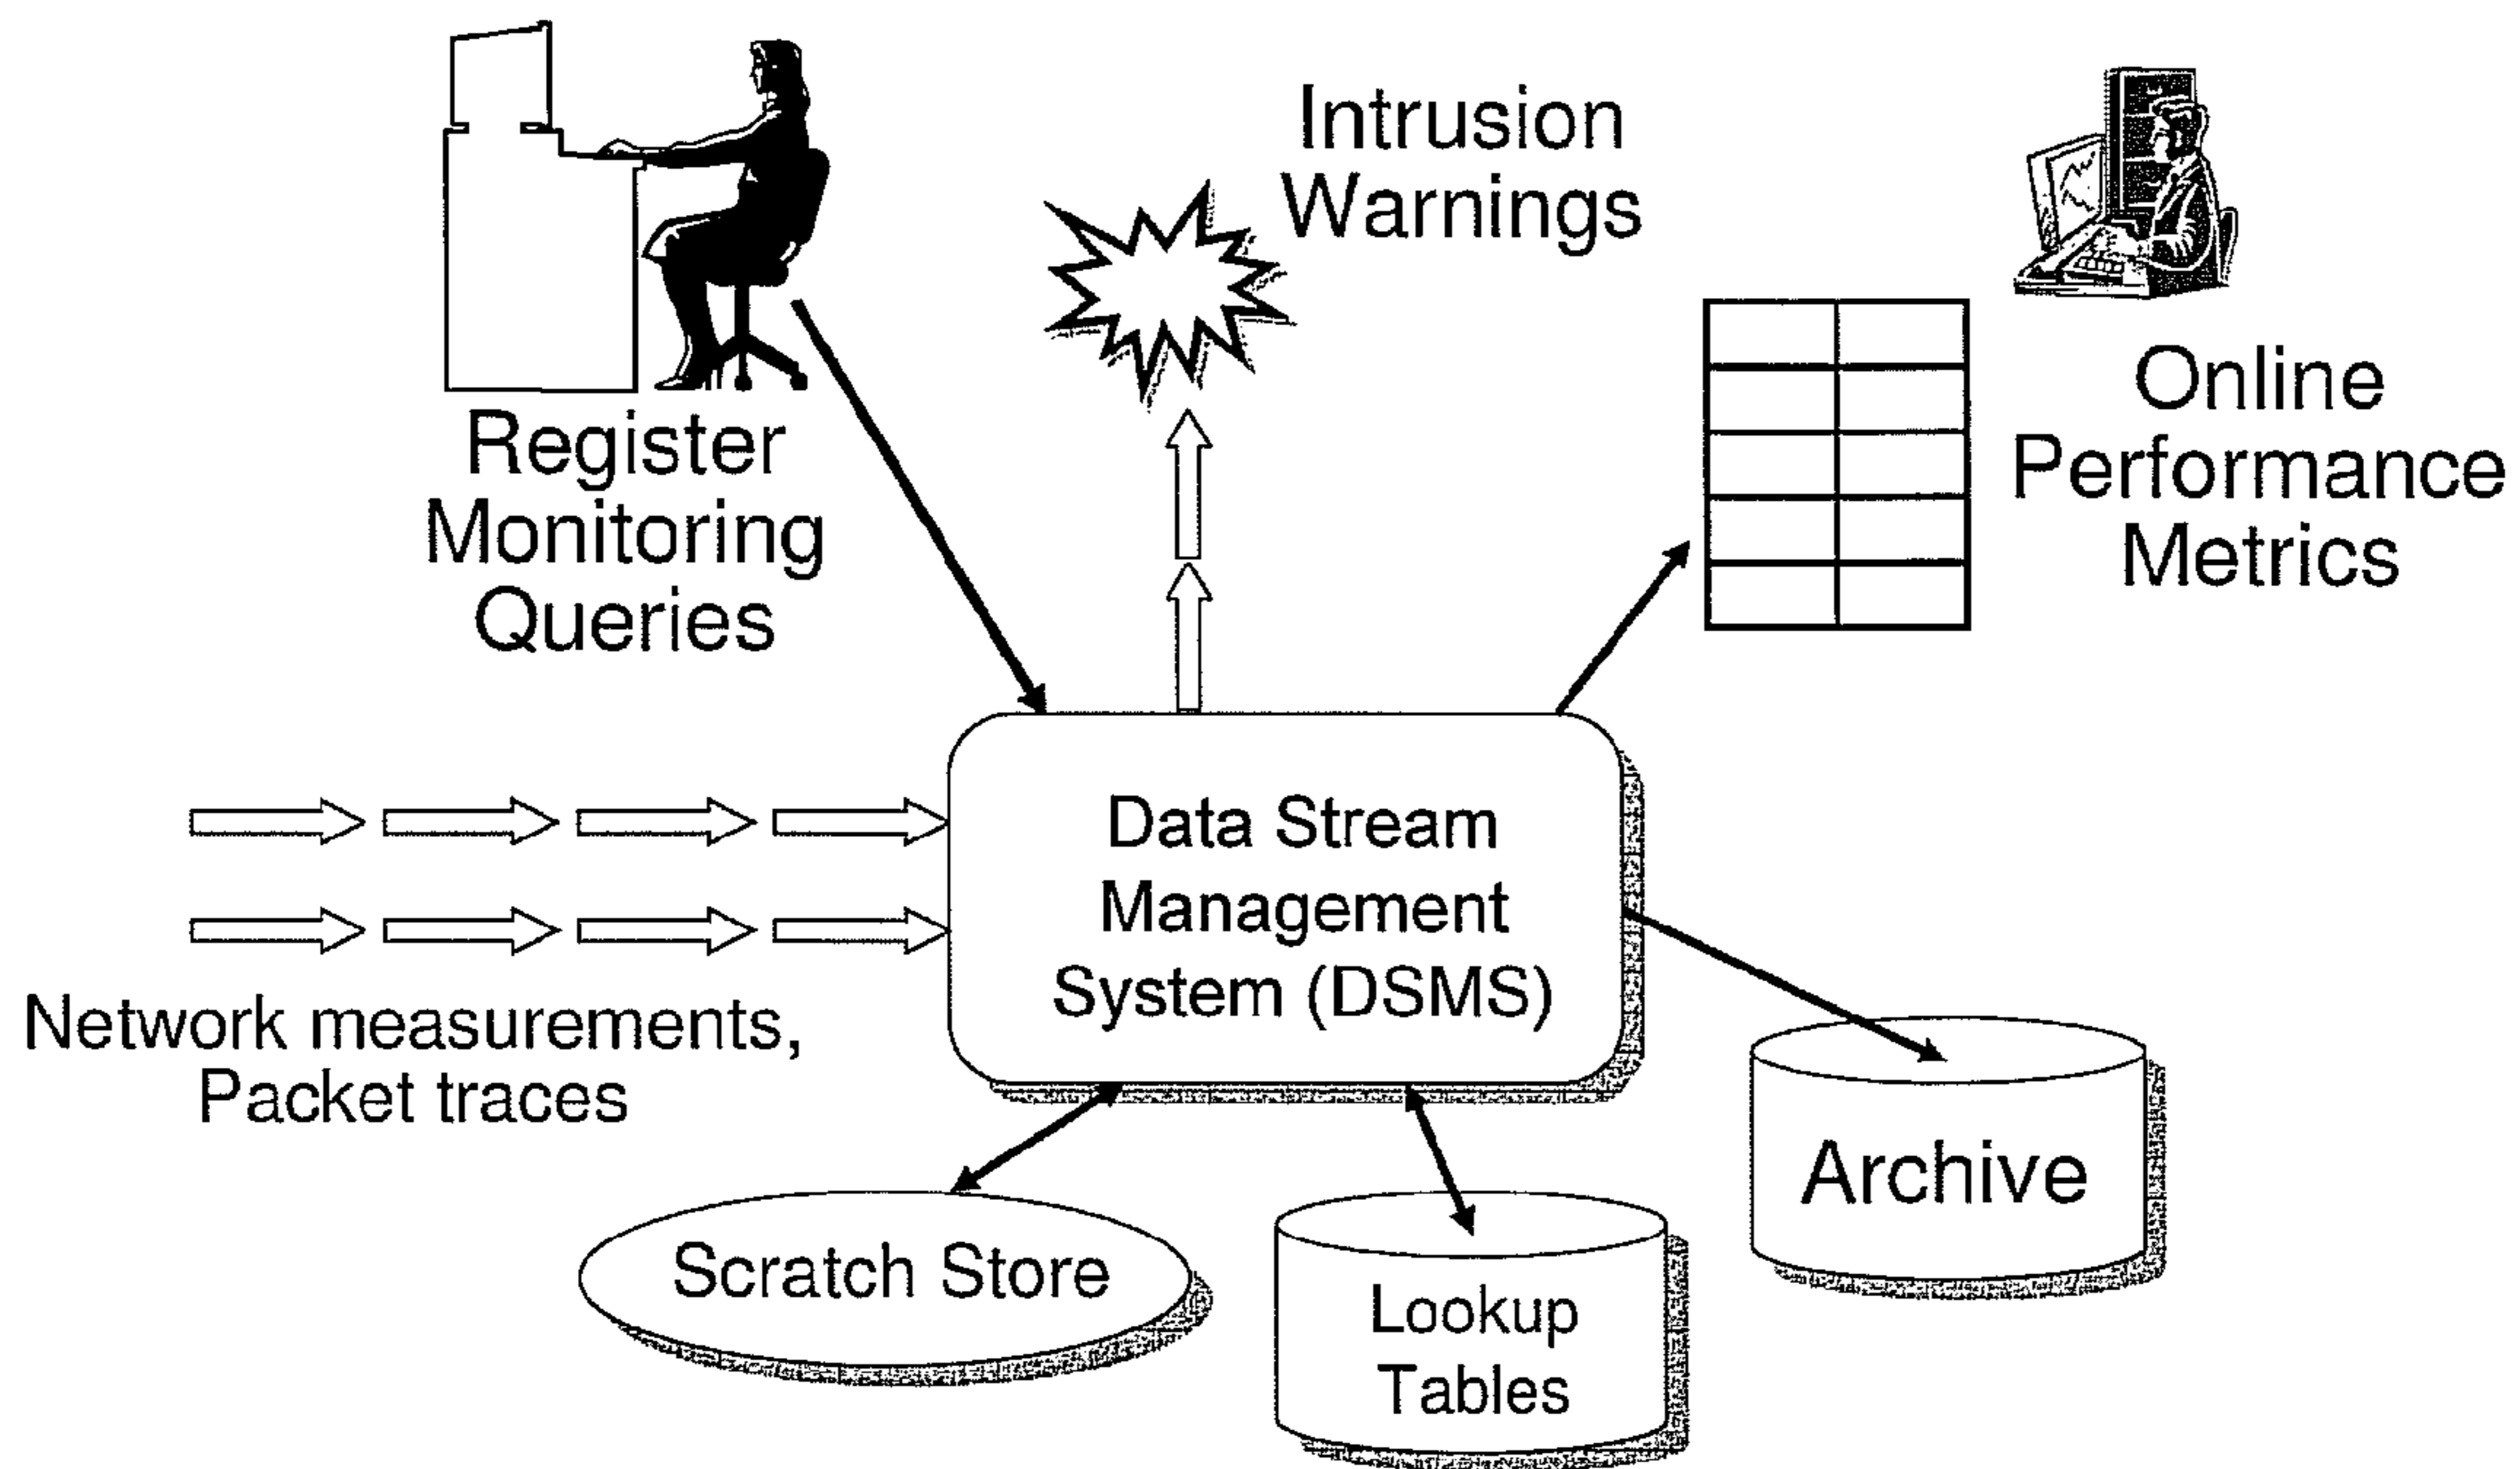 Intrusion
Warnings
Register
Monitoring
Queries
Online
Performance
Metrics
Data Stream
Management
System (DSMS)
Network measurements,
Packet traces
Scratch Store
Lookup
Tables
Archive